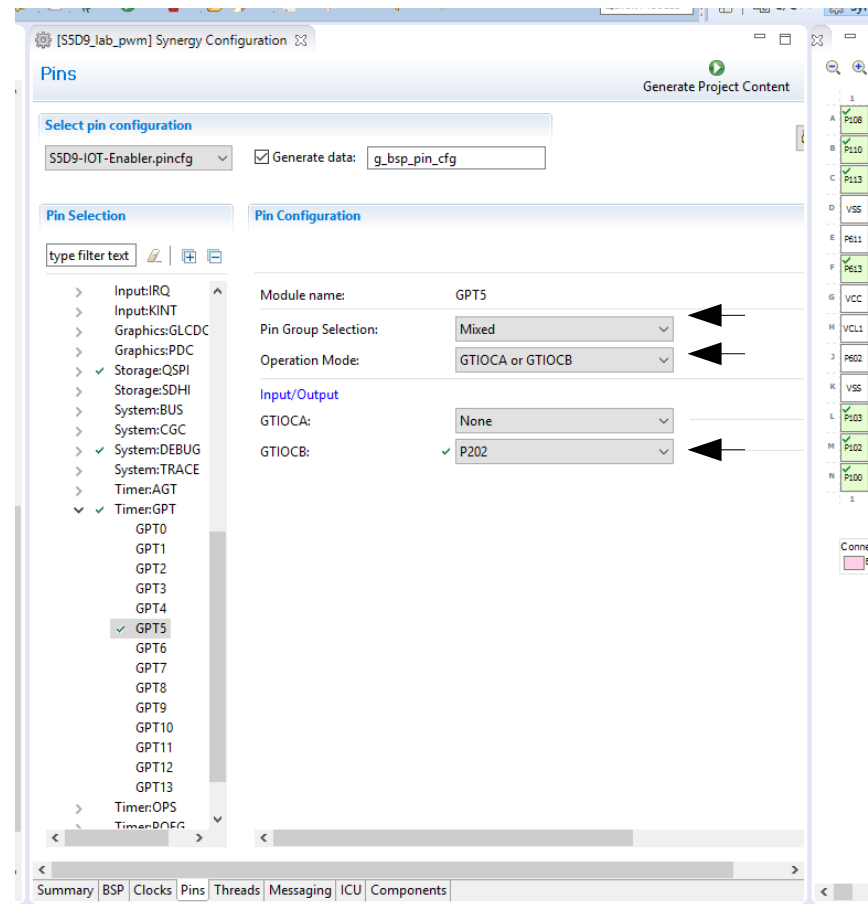 [S5D9_lab_pwm] Synergy Configuration
Pins
Generate Project Content
Select pin configuration
S5D9-IOT-Enabler.pincfg
Generate data: g_bsp_pin_cfg
Pin Selection
Pin Configuration
type filter text
Input:IRQ
Input:KINT
Graphics:GLCDC
Graphics:PDC
Storage:QSPI
Storage:SDHI
System:BUS
System:CGC
System:DEBUG
System:TRACE
Timer:AGT
Timer:GPT
GPT0
GPT1
GPT2
GPT3
GPT4
GPT5
GPT6
GPT7
GPT8
GPT9
GPT10
GPT11
GPT12
GPT13
Timer:OPS
Timer:POEG
Module name: GPT5
Pin Group Selection: Mixed
Operation Mode: GTIOCA or GTIOCB
Input/Output
GTIOCA: None
GTIOCB: P202
Summary BSP Clocks Pins Threads Messaging ICU Components
1
A P108
B P110
C P113
D VSS
E P611
F P613
G VCC
H VCL1
J P602
K VSS
L P103
M P102
N P100
1